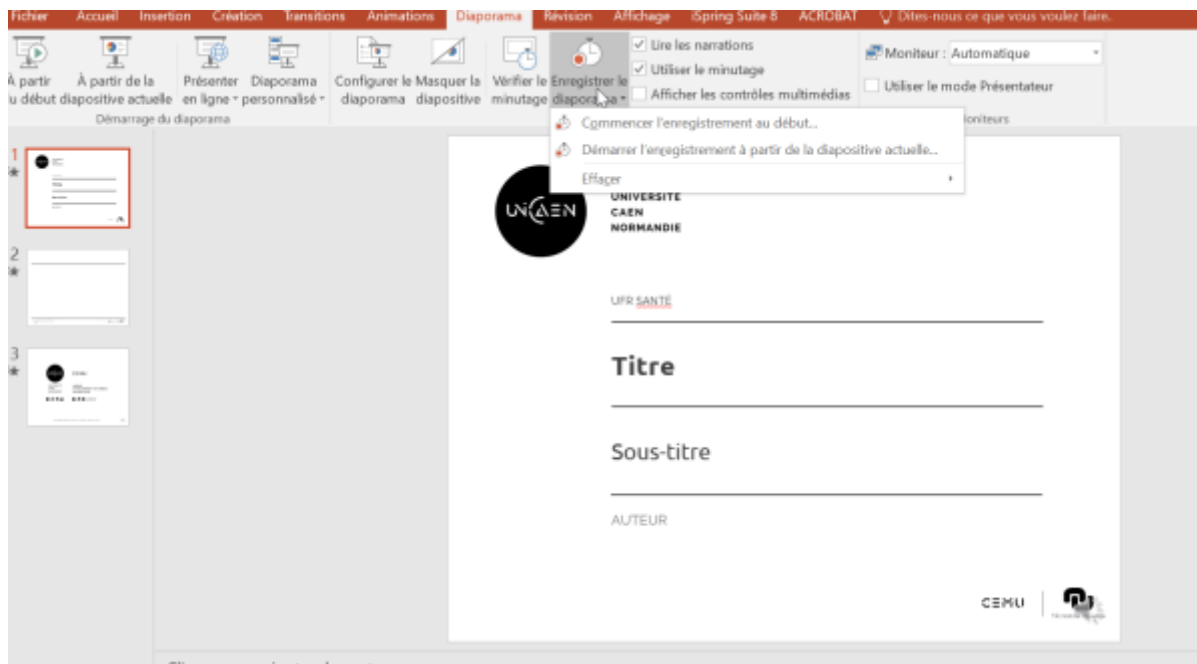 Fichier Accueil Insertion Création Transitions Animations Diaporama Révision Affichage iSpring Suite 8 ACROBAT Dites-nous ce que vous voulez faire.
À partir
du début
À partir de la
diapositive actuelle
Présenter
en ligne
Diaporama
personnalisé
Configurer le
diaporama
Masquer la
diapositive
Vérifier le
minutage
Enregistrer le
diaporama
Lire les narrations
Utiliser le minutage
Afficher les contrôles multimédias
Moniteur : Automatique
Utiliser le mode Présentateur
Démarrage du diaporama
Moniteurs
Commencer l'enregistrement au début...
Démarrer l'enregistrement à partir de la diapositive actuelle...
Effacer
1
2
3
UNICAEN
UNIVERSITÉ
CAEN
NORMANDIE
UFR SANTÉ
Titre
Sous-titre
AUTEUR
CEMU